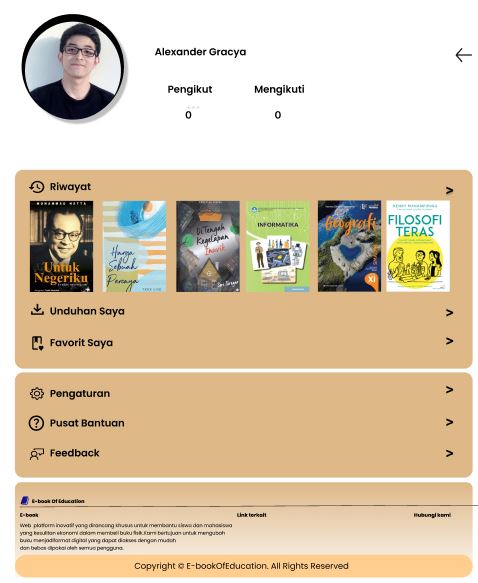 Alexander Gracya
Pengikut
Mengikuti
0
0
Riwayat
>
MOHAMMAD HATTA
Untuk
Negeriku
Harga
Sebuah
Percaya
TERE LIYE
Di Tengah
Kegelapan
INFORMATIKA
Geografi
XI
HENRY MANAMPIRING
FILOSOFI
TERAS
Unduhan Saya
>
Favorit Saya
>
Pengaturan
>
Pusat Bantuan
>
Feedback
>
E-book Of Education
E-book
Link terkait
Hubungi kami
Web platform inovatif yang dirancang khusus untuk membantu siswa dan mahasiswa
yang kesulitan ekonomi dalam membeli buku fisik.Kami bertujuan untuk mengubah
buku menjadiformat digital yang dapat diakses dengan mudah
dan bebas dipakai oleh semua pengguna.
Copyright © E-bookOfEducation. All Rights Reserved